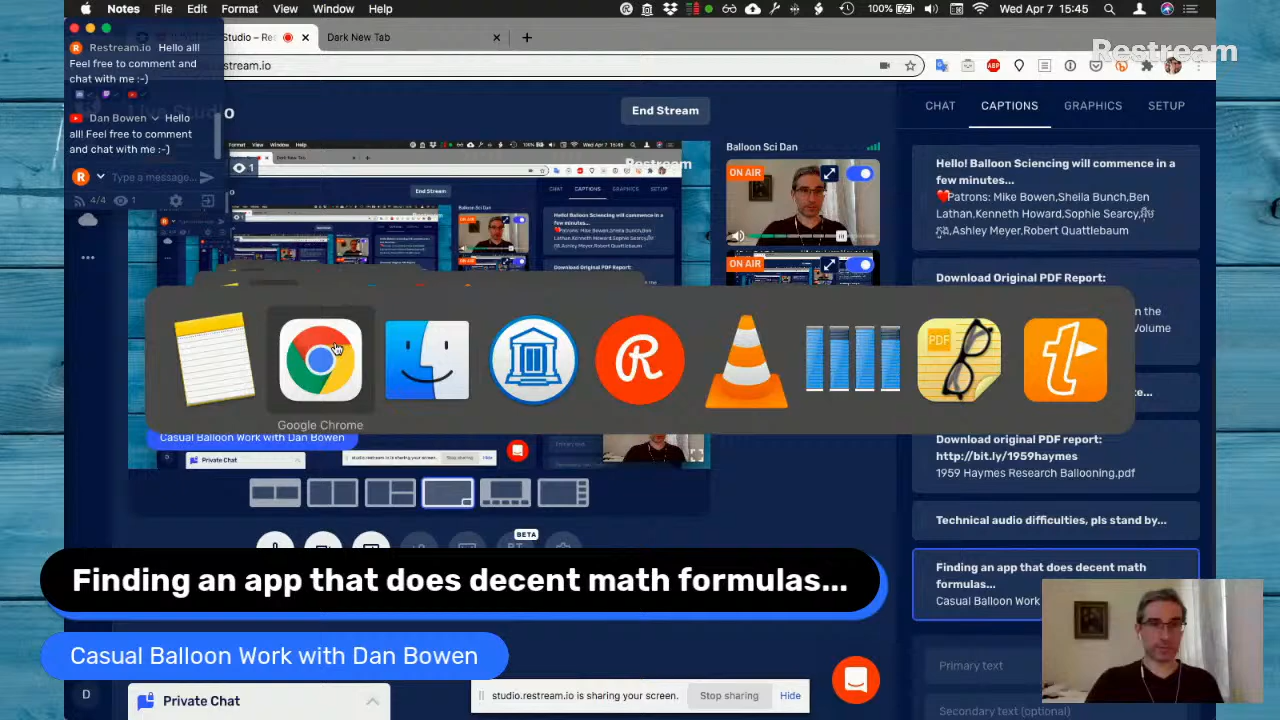 Notes File Edit Format View Window Help 100% Wed Apr 7 15:45
Restream.io Hello all!
Feel free to comment and
chat with me :-)
Dan Bowen Hello
all! Feel free to comment
and chat with me :-)
Type a message...
4/4 1
Dark New Tab
Restream
End Stream
CHAT CAPTIONS GRAPHICS SETUP
Balloon Sci Dan
ON AIR
ON AIR
Hello! Balloon Sciencing will commence in a
few minutes...
Patrons: Mike Bowen,Sheila Bunch,Ben
Lathan,Kenneth Howard,Sophie Searcy,
Ashley Meyer,Robert Quattlebaum
Download Original PDF Report:
Google Chrome
Download original PDF report:
http://bit.ly/1959haymes
1959 Haymes Research Ballooning.pdf
Technical audio difficulties, pls stand by...
Finding an app that does decent math
formulas...
Casual Balloon Work
Primary text
Secondary text (optional)
Casual Balloon Work with Dan Bowen
Private Chat
BETA
Finding an app that does decent math formulas...
Casual Balloon Work with Dan Bowen
D
Private Chat
studio.restream.io is sharing your screen. Stop sharing Hide